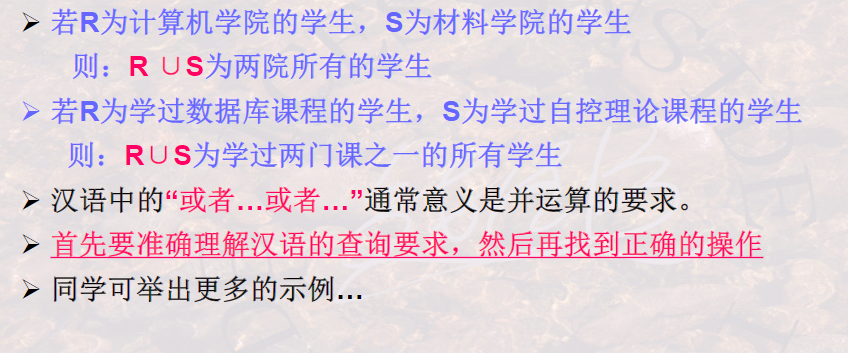 ➢ 若R为计算机学院的学生，S为材料学院的学生
则：R ∪S为两院所有的学生
➢ 若R为学过数据库课程的学生，S为学过自控理论课程的学生
则：R∪S为学过两门课之一的所有学生
➢ 汉语中的“或者…或者…”通常意义是并运算的要求。
➢ 首先要准确理解汉语的查询要求，然后再找到正确的操作
➢ 同学可举出更多的示例…